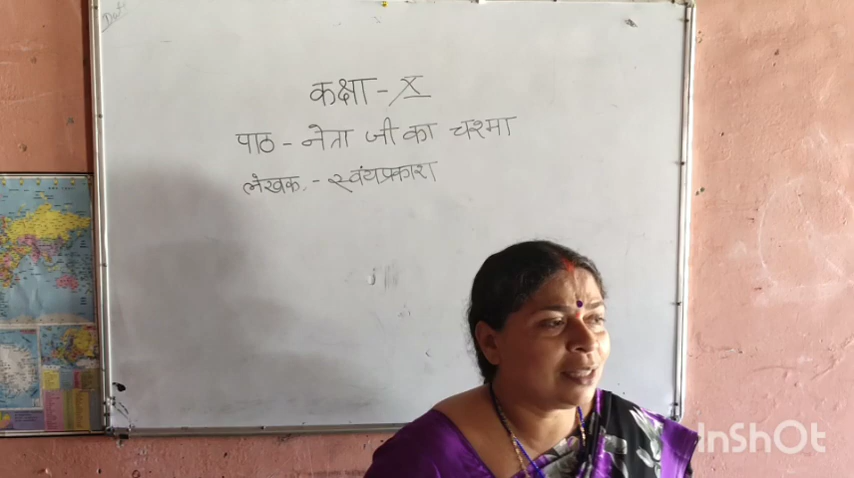 कक्षा - X
पाठ - नेता जी का चश्मा
लेखक - स्वंयप्रकाश
InShOt